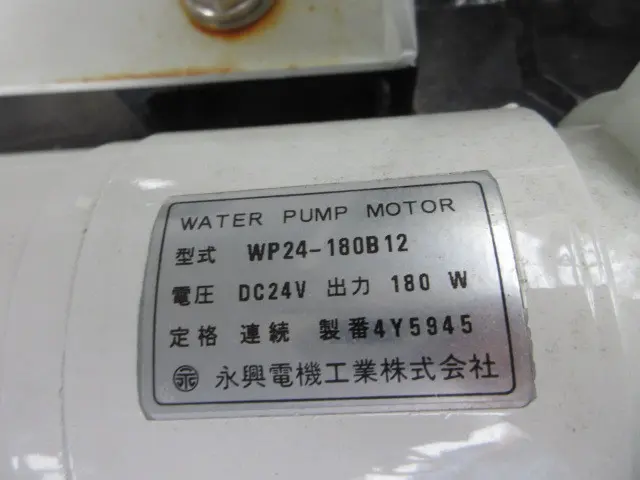 WATER PUMP MOTOR
型式 WP24-180B12
電圧 DC24V 出力 180 W
定格 連続 製番4Y5945
永興電機工業株式会社